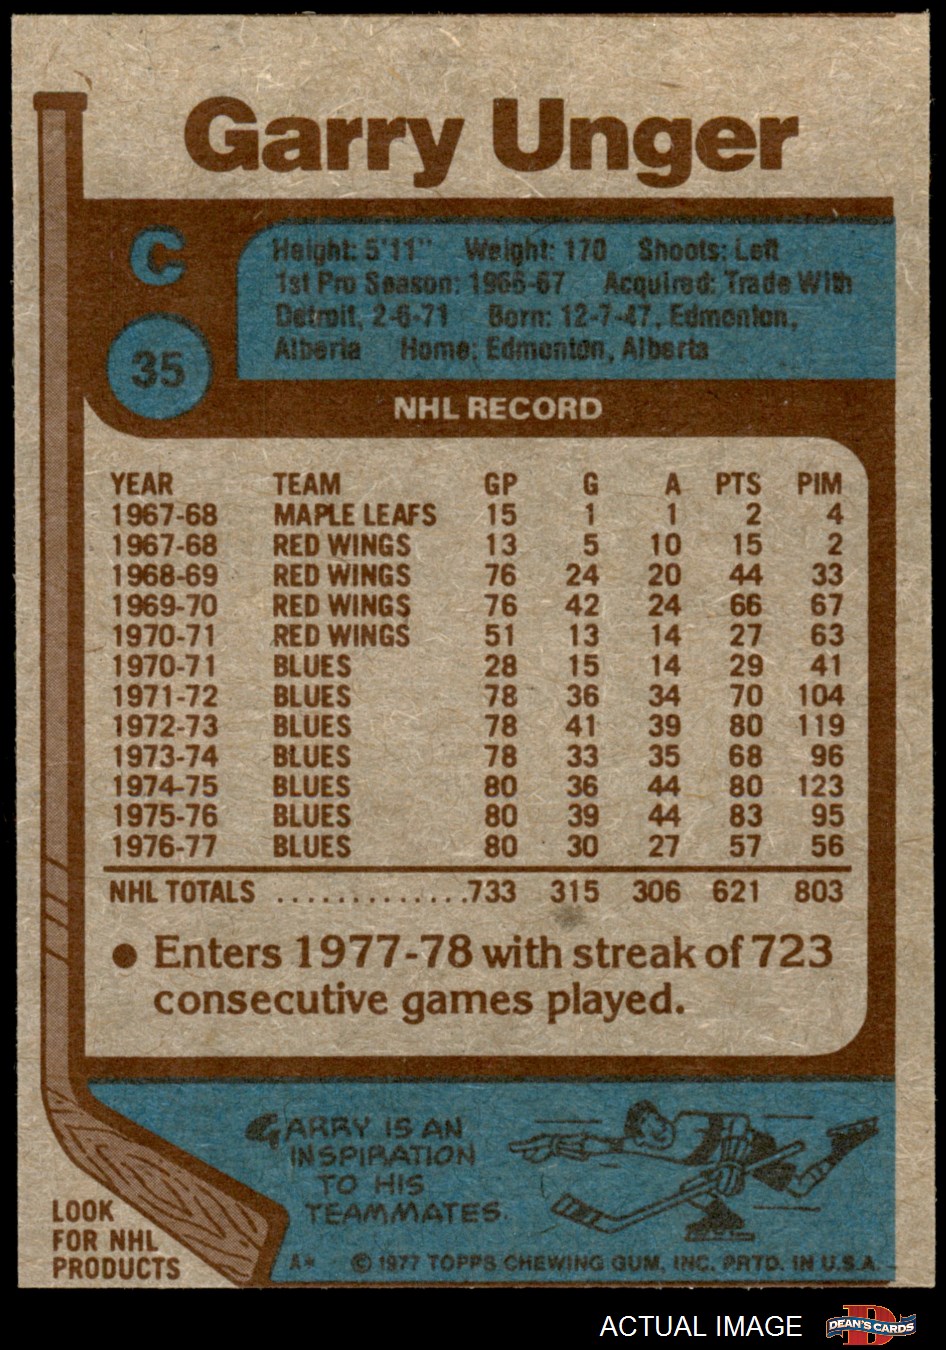 Garry Unger
C
Height: 5'11" Weight: 170 Shoots: Left
1st Pro Season: 1966-67 Acquired: Trade With
Detroit, 2-6-71 Born: 12-7-47, Edmonton,
Alberta Home: Edmonton, Alberta
35
NHL RECORD
YEAR TEAM GP G A PTS PIM
1967-68 MAPLE LEAFS 15 1 1 2 4
1967-68 RED WINGS 13 5 10 15 2
1968-69 RED WINGS 76 24 20 44 33
1969-70 RED WINGS 76 42 24 66 67
1970-71 RED WINGS 51 13 14 27 63
1970-71 BLUES 28 15 14 29 41
1971-72 BLUES 78 36 34 70 104
1972-73 BLUES 78 41 39 80 119
1973-74 BLUES 78 33 35 68 96
1974-75 BLUES 80 36 44 80 123
1975-76 BLUES 80 39 44 83 95
1976-77 BLUES 80 30 27 57 56
NHL TOTALS .............733 315 306 621 803
● Enters 1977-78 with streak of 723
consecutive games played.
GARRY IS AN
INSPIRATION
TO HIS
TEAMMATES.
LOOK
FOR NHL
PRODUCTS
A* © 1977 TOPPS CHEWING GUM, INC. PRTD. IN U.S.A.
ACTUAL IMAGE
D
DEAN'S CARDS